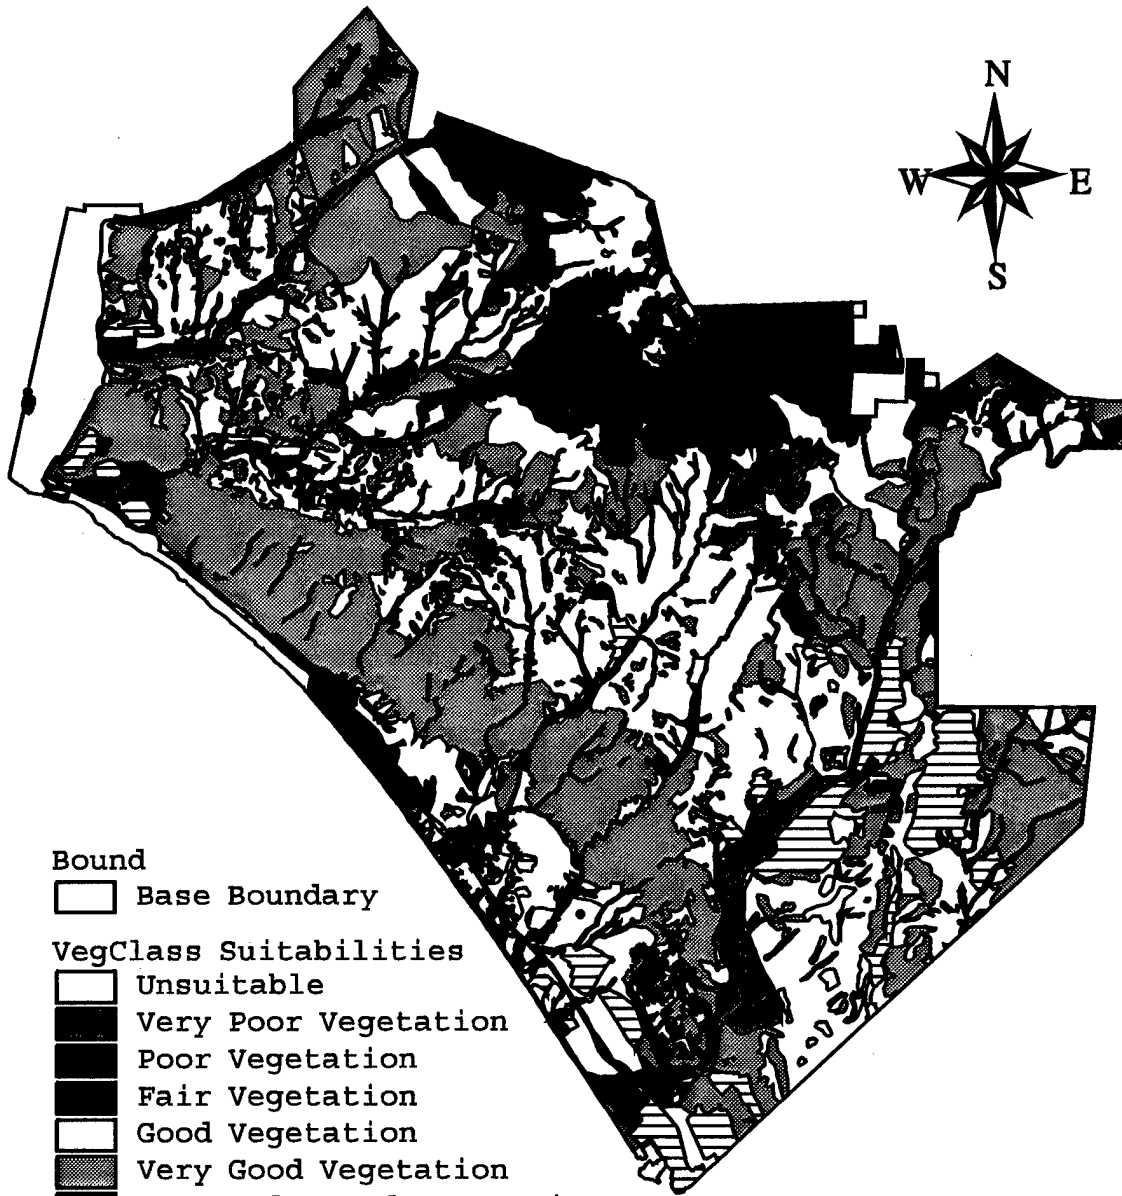 N
W E
S
Bound
Base Boundary
VegClass Suitabilities
Unsuitable
Very Poor Vegetation
Poor Vegetation
Fair Vegetation
Good Vegetation
Very Good Vegetation